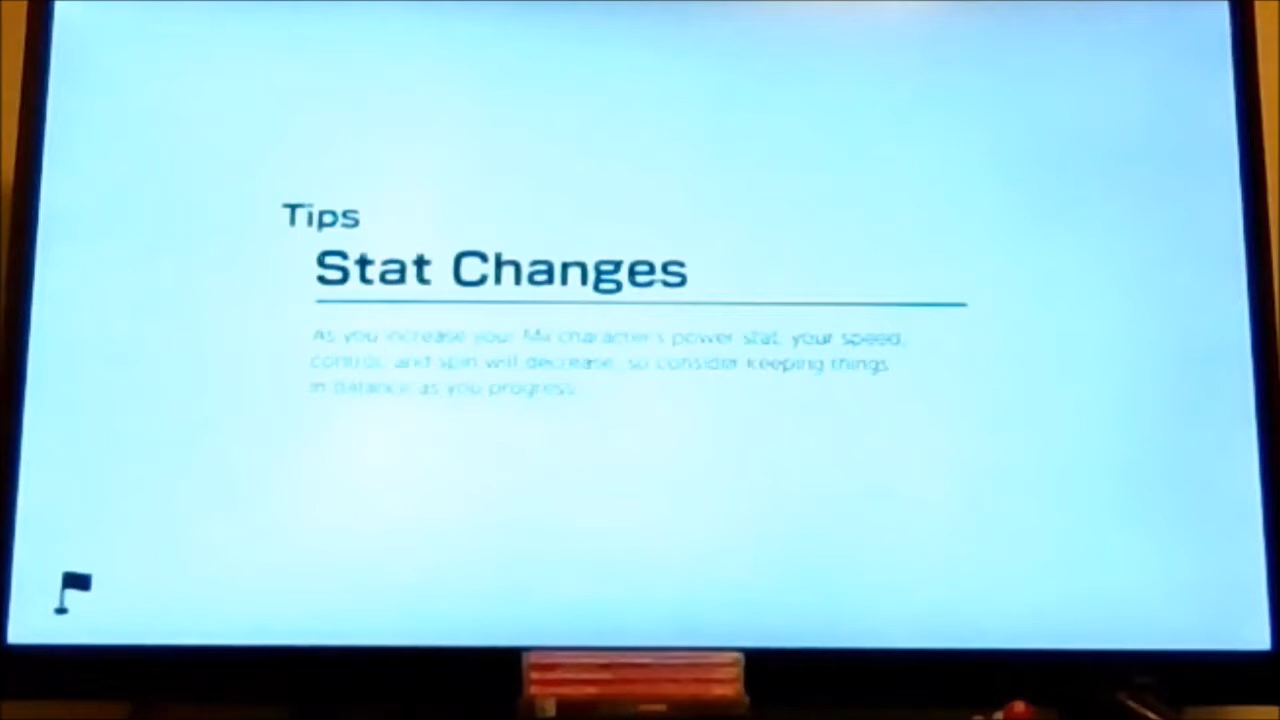 Tips
Stat Changes
As you increase your Mii character's power stat, your speed,
control, and spin will decrease, so consider keeping things
in balance as you progress.